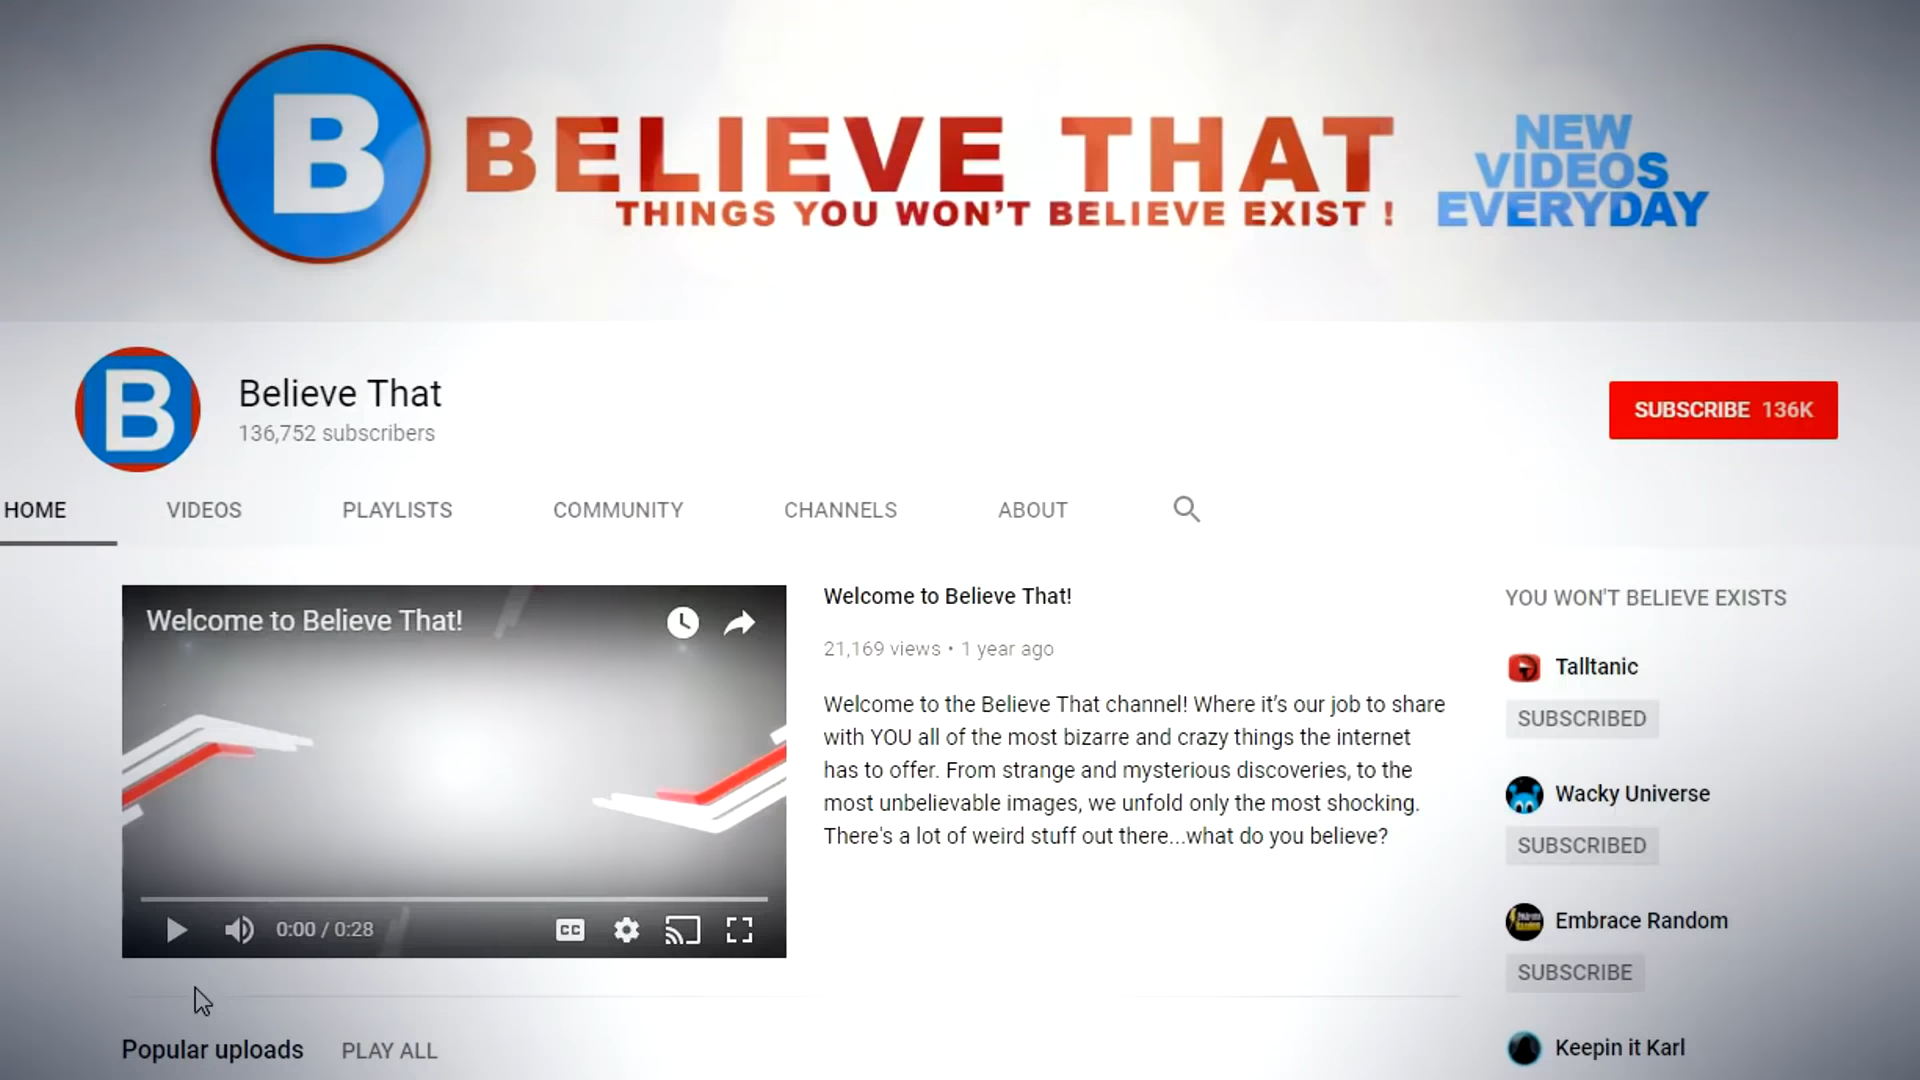 B
BELIEVE THAT
THINGS YOU WON'T BELIEVE EXIST !
NEW
VIDEOS
EVERYDAY
B
Believe That
136,752 subscribers
SUBSCRIBE 136K
HOME VIDEOS PLAYLISTS COMMUNITY CHANNELS ABOUT
Welcome to Believe That!
0:00 / 0:28
CC
Welcome to Believe That!
21,169 views • 1 year ago
Welcome to the Believe That channel! Where it's our job to share
with YOU all of the most bizarre and crazy things the internet
has to offer. From strange and mysterious discoveries, to the
most unbelievable images, we unfold only the most shocking.
There's a lot of weird stuff out there...what do you believe?
YOU WON'T BELIEVE EXISTS
Talltanic
SUBSCRIBED
Wacky Universe
SUBSCRIBED
Embrace Random
SUBSCRIBE
Keepin it Karl
Popular uploads PLAY ALL